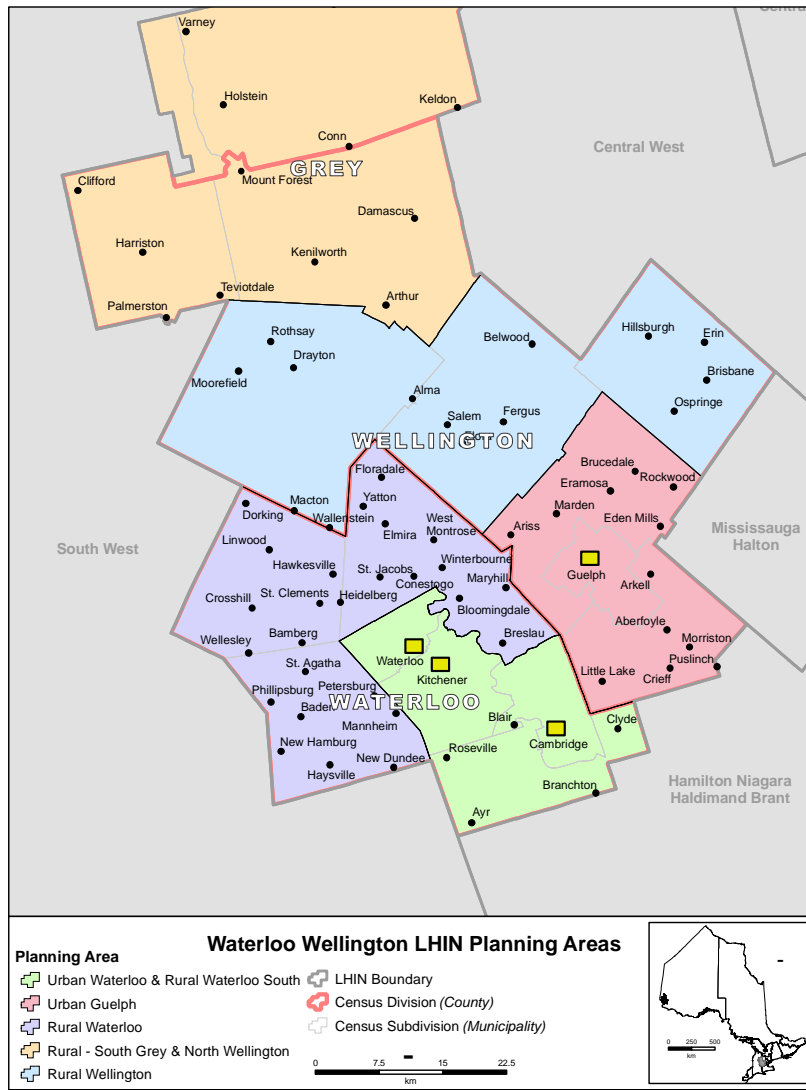 Central
Varney
Holstein
Keldon
Conn
Central West
GREY
Mount Forest
Clifford
Damascus
Harriston
Kenilworth
Teviotdale
Arthur
Palmerston
Rothsay
Hillsburgh
Erin
Belwood
Drayton
Moorefield
Brisbane
Alma
Ospringe
Salem
Fergus
WELLINGTON
Floradale
Brucedale
Rockwood
Eramosa
Yatton
Macton
Marden
Dorking
Wallenstein
West
Montrose
Eden Mills
Elmira
Ariss
Mississauga
Halton
Linwood
South West
Winterbourne
Hawkesville
St. Jacobs
Conestogo
Maryhill
Guelph
Arkell
Crosshill
St. Clements
Heidelberg
Bloomingdale
Aberfoyle
Bamberg
Breslau
Morriston
Wellesley
Waterloo
St. Agatha
Puslinch
Kitchener
Little Lake
Crieff
Petersburg
Phillipsburg
WATERLOO
Baden
Mannheim
Blair
Clyde
New Hamburg
Roseville
Cambridge
New Dundee
Haysville
Branchton
Hamilton Niagara
Haldimand Brant
Ayr
Waterloo Wellington LHIN Planning Areas
Planning Area
Urban Waterloo & Rural Waterloo South
Urban Guelph
Rural Waterloo
Rural - South Grey & North Wellington
Rural Wellington
LHIN Boundary
Census Division (County)
Census Subdivision (Municipality)
0 7.5 15 22.5
km
0 250 500
km